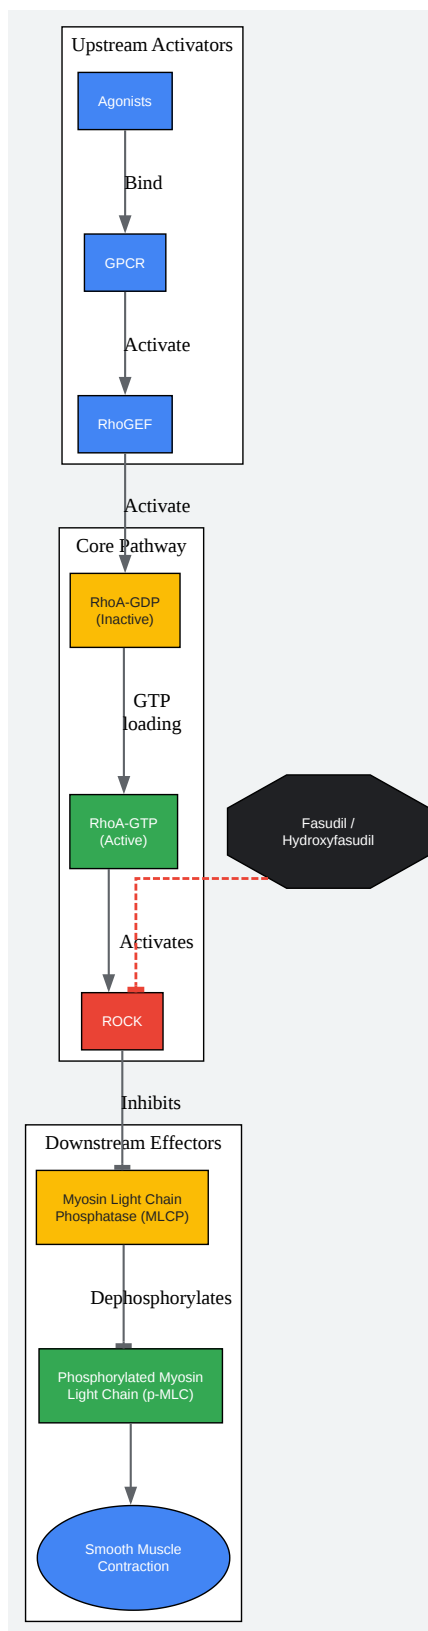 Upstream Activators
Agonists
Bind
GPCR
Activate
RhoGEF
Activate
Core Pathway
RhoA-GDP
(Inactive)
GTP
loading
RhoA-GTP
(Active)
Fasudil /
Hydroxyfasudil
Activates
ROCK
Inhibits
Downstream Effectors
Myosin Light Chain
Phosphatase (MLCP)
Dephosphorylates
Phosphorylated Myosin
Light Chain (p-MLC)
Smooth Muscle
Contraction